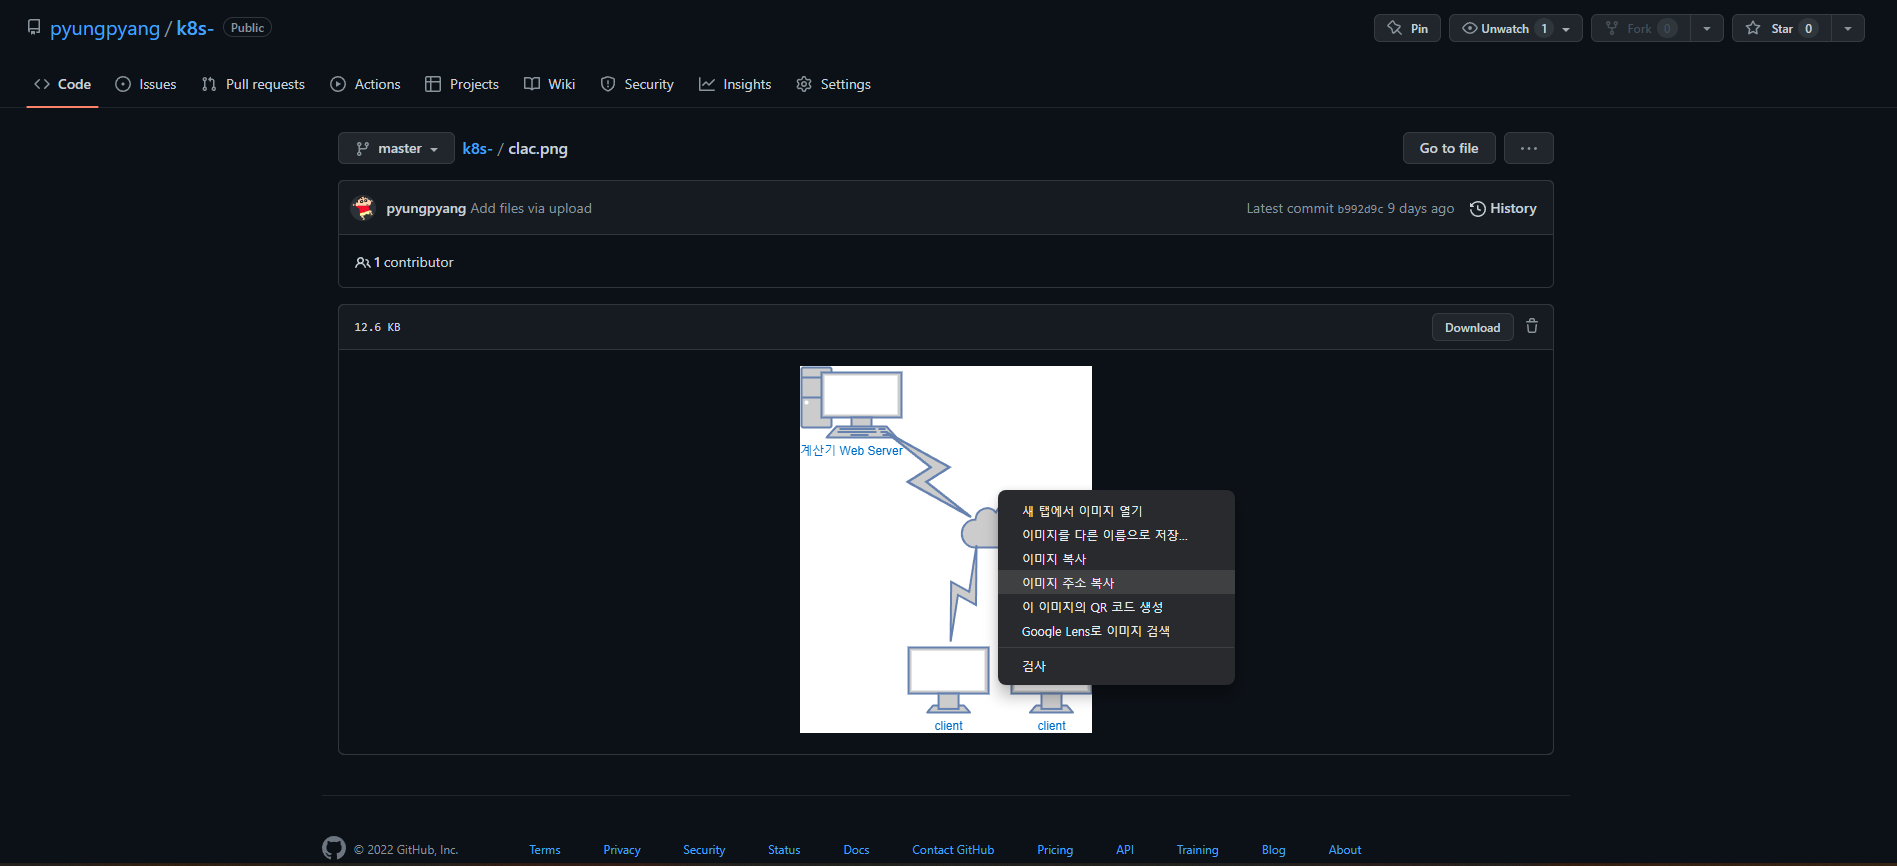 pyungpyang / k8s- Public
Pin
Unwatch 1
Fork 0
Star 0
Code
Issues
Pull requests
Actions
Projects
Wiki
Security
Insights
Settings
master
k8s- / clac.png
Go to file
...
pyungpyang Add files via upload
Latest commit b992d9c 9 days ago
History
1 contributor
12.6 KB
Download
계산기 Web Server
새 탭에서 이미지 열기
이미지를 다른 이름으로 저장...
이미지 복사
이미지 주소 복사
이 이미지의 QR 코드 생성
Google Lens로 이미지 검색
검사
client
client
© 2022 GitHub, Inc.
Terms
Privacy
Security
Status
Docs
Contact GitHub
Pricing
API
Training
Blog
About